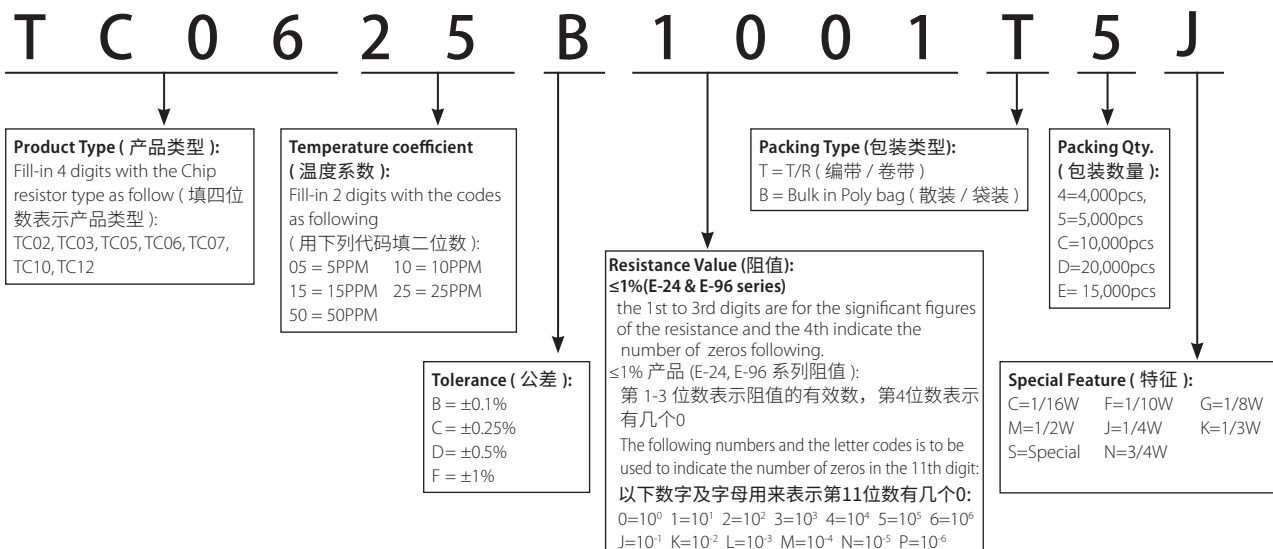 T C 0 6 2 5 B 1 0 0 1 T 5 J
Product Type ( 产品类型 ):
Fill-in 4 digits with the Chip
resistor type as follow ( 填四位
数表示产品类型 ):
TC02, TC03, TC05, TC06, TC07,
TC10, TC12
Temperature coefficient
( 温度系数 ):
Fill-in 2 digits with the codes
as following
( 用下列代码填二位数 ):
05 = 5PPM 10 = 10PPM
15 = 15PPM 25 = 25PPM
50 = 50PPM
Tolerance ( 公差 ):
B = ±0.1%
C = ±0.25%
D= ±0.5%
F = ±1%
Resistance Value (阻值):
≤1%(E-24 & E-96 series)
the 1st to 3rd digits are for the significant figures
of the resistance and the 4th indicate the
number of zeros following.
≤1% 产品 (E-24, E-96 系列阻值 ):
第 1-3 位数表示阻值的有效数，第4位数表示
有几个0
The following numbers and the letter codes is to be
used to indicate the number of zeros in the 11th digit:
以下数字及字母用来表示第11位数有几个0:
0=10⁰ 1=10¹ 2=10² 3=10³ 4=10⁴ 5=10⁵ 6=10⁶
J=10⁻¹ K=10⁻² L=10⁻³ M=10⁻⁴ N=10⁻⁵ P=10⁻⁶
Packing Type (包装类型):
T = T/R ( 编带 / 卷带 )
B = Bulk in Poly bag ( 散装 / 袋装 )
Packing Qty.
( 包装数量 ):
4=4,000pcs,
5=5,000pcs
C=10,000pcs
D=20,000pcs
E= 15,000pcs
Special Feature ( 特征 ):
C=1/16W F=1/10W G=1/8W
M=1/2W J=1/4W K=1/3W
S=Special N=3/4W